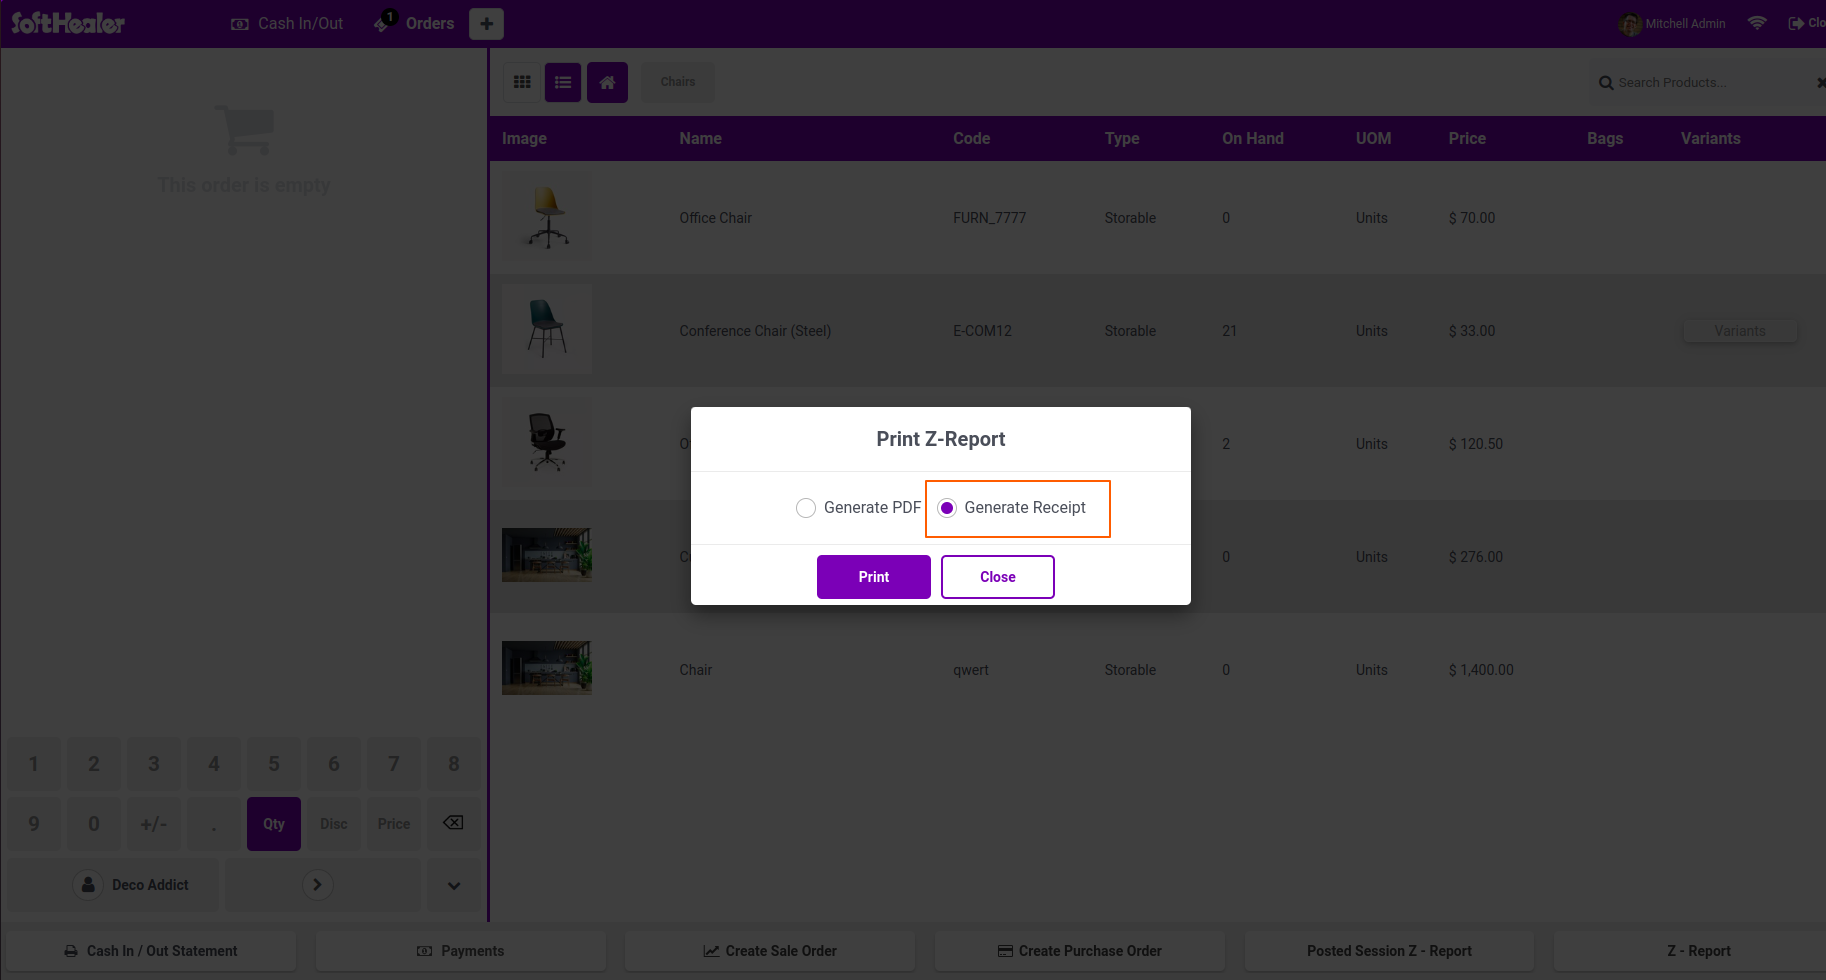 SoftHealer
Cash In/Out
1
Orders
Mitchell Admin
Clo
This order is empty
Chairs
Search Products...
Image Name Code Type On Hand UOM Price Bags Variants
Office Chair FURN_7777 Storable 0 Units $ 70.00
Conference Chair (Steel) E-COM12 Storable 21 Units $ 33.00 Variants
O 2 Units $ 120.50
0 Units $ 276.00
Chair qwert Storable 0 Units $ 1,400.00
Print Z-Report
Generate PDF Generate Receipt
Print Close
1 2 3 4 5 6 7 8
9 0 +/- . Qty Disc Price
Deco Addict
Cash In / Out Statement Payments Create Sale Order Create Purchase Order Posted Session Z - Report Z - Report